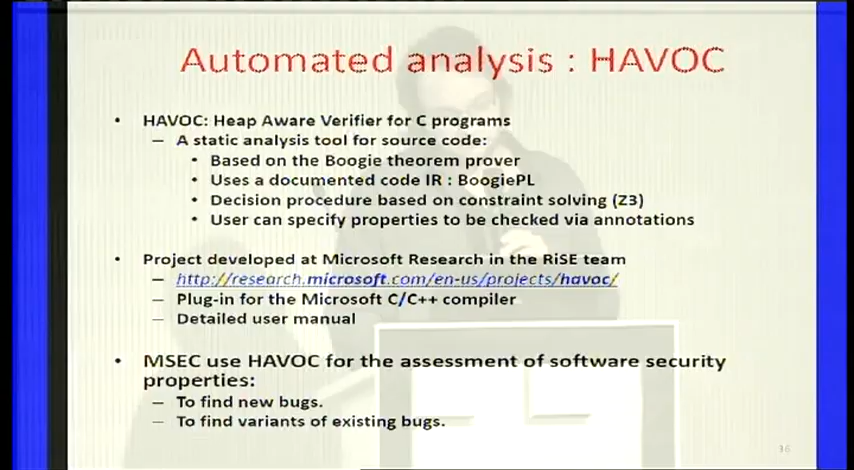 Automated analysis : HAVOC
• HAVOC: Heap Aware Verifier for C programs
– A static analysis tool for source code:
• Based on the Boogie theorem prover
• Uses a documented code IR : BoogiePL
• Decision procedure based on constraint solving (Z3)
• User can specify properties to be checked via annotations
• Project developed at Microsoft Research in the RiSE team
– http://research.microsoft.com/en-us/projects/havoc/
– Plug-in for the Microsoft C/C++ compiler
– Detailed user manual
• MSEC use HAVOC for the assessment of software security
properties:
– To find new bugs.
– To find variants of existing bugs.
36